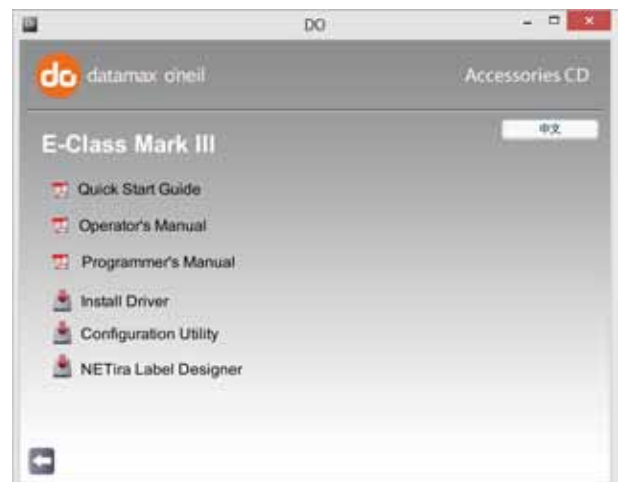 DO
do datamax o'neil
Accessories CD
中文
E-Class Mark III
Quick Start Guide
Operator's Manual
Programmer's Manual
Install Driver
Configuration Utility
NETira Label Designer